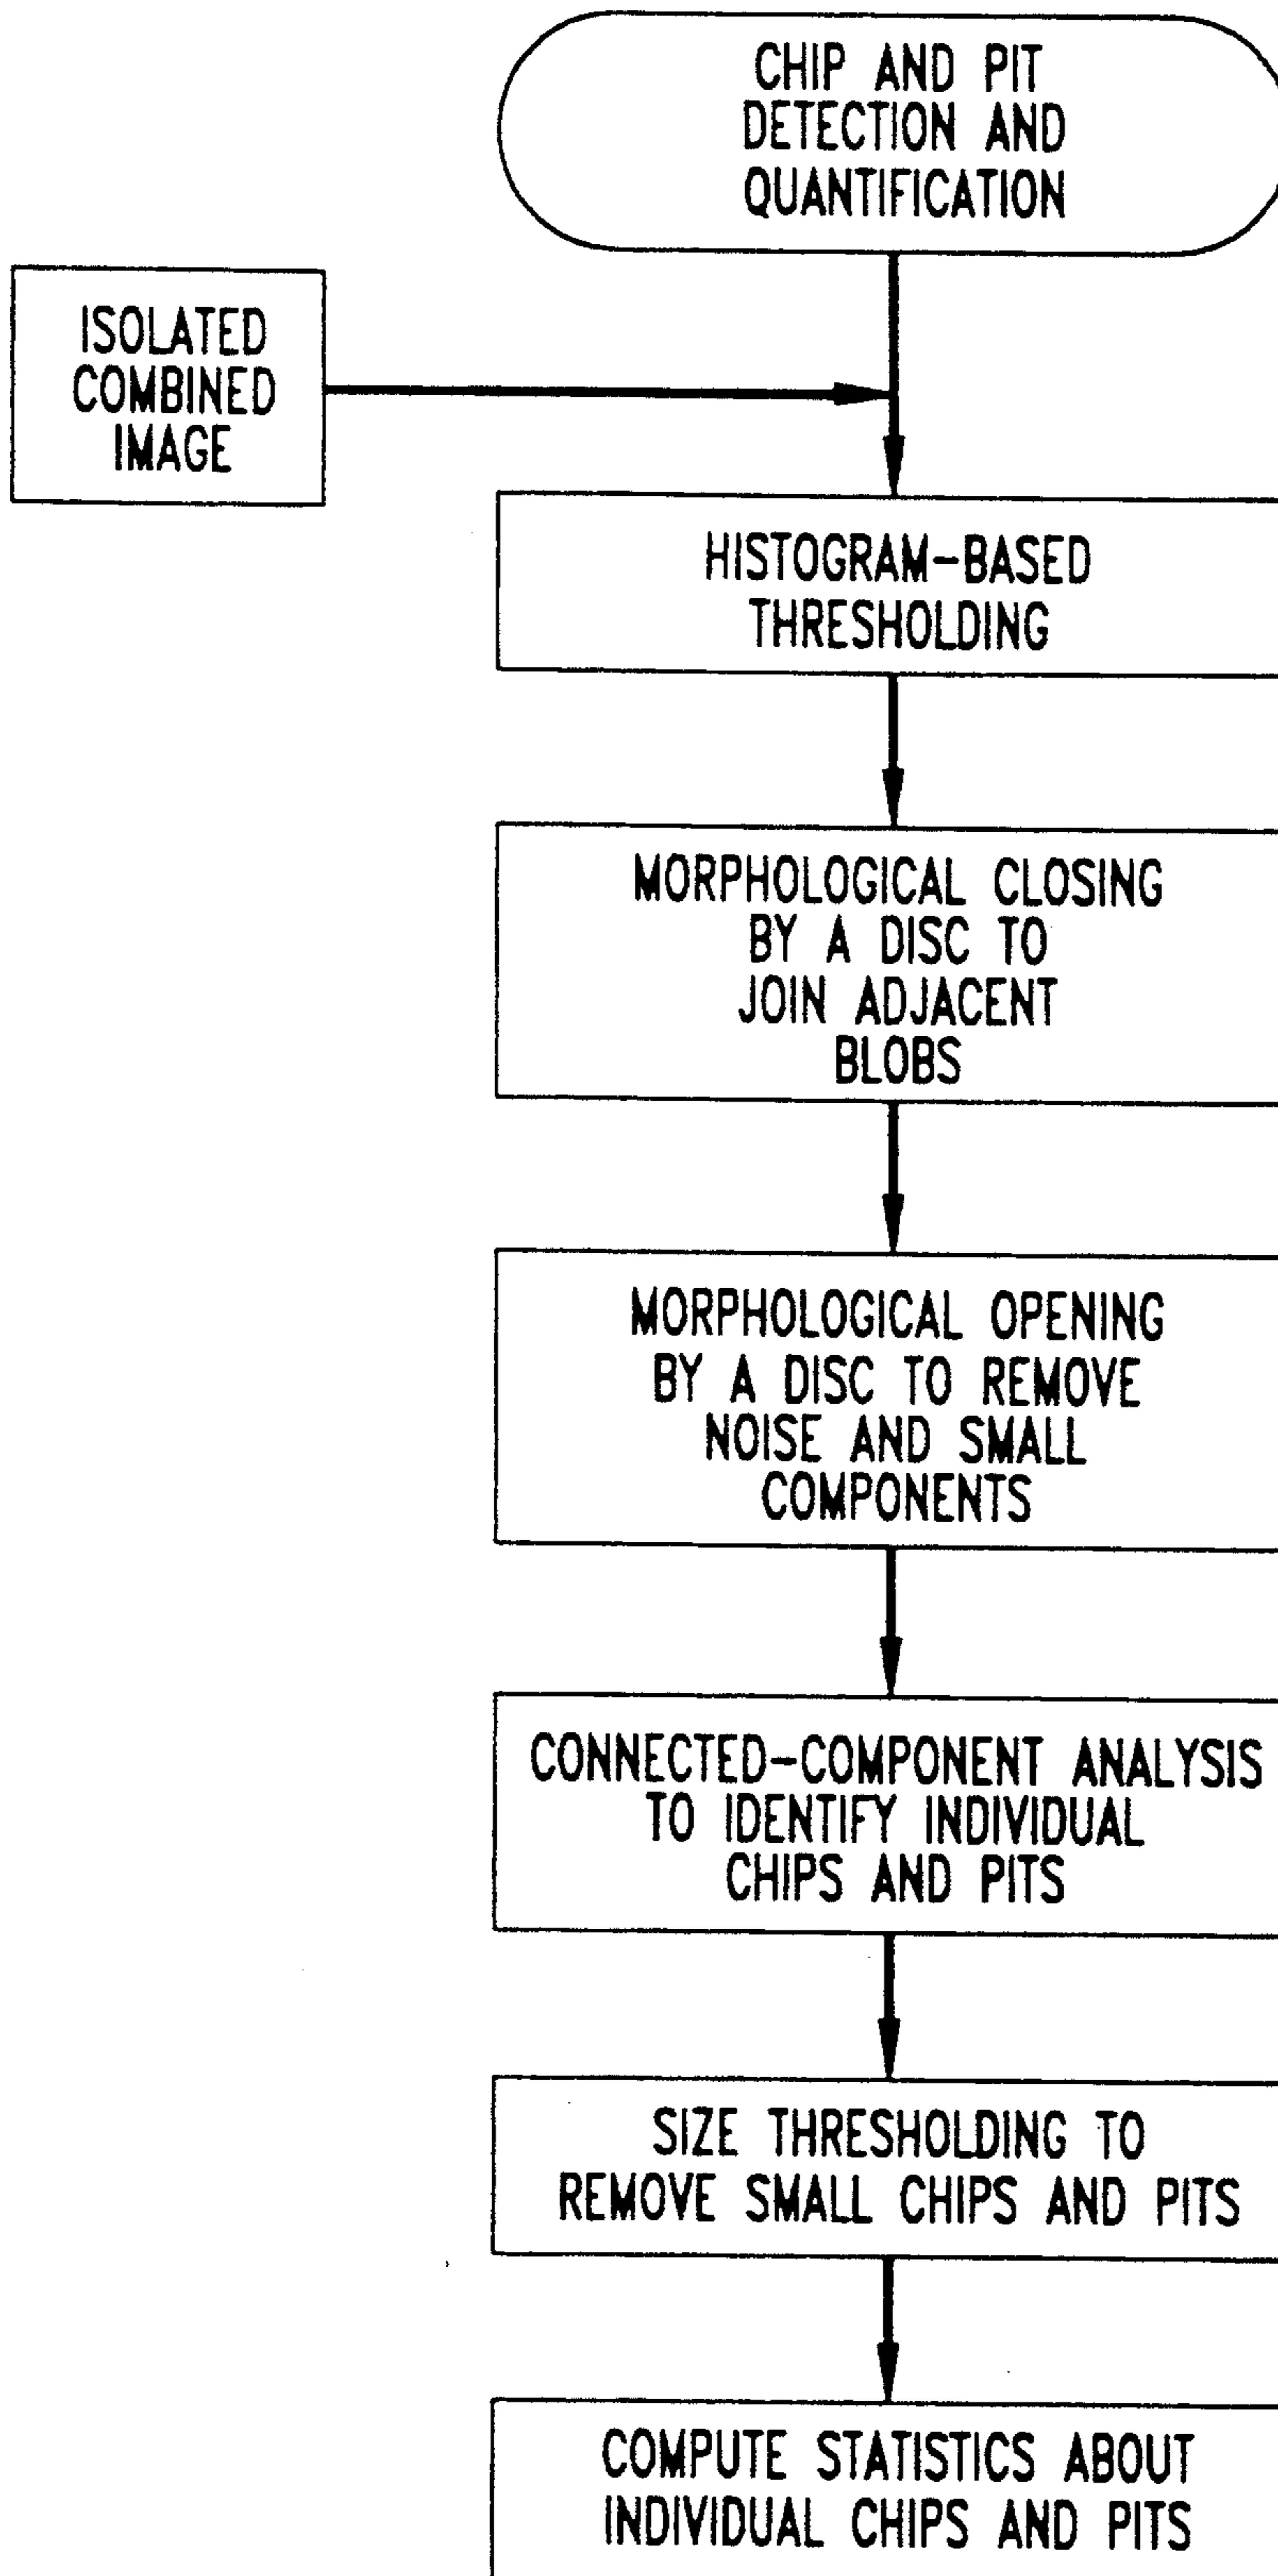 CHIP AND PIT
DETECTION AND
QUANTIFICATION
ISOLATED
COMBINED
IMAGE
HISTOGRAM-BASED
THRESHOLDING
MORPHOLOGICAL CLOSING
BY A DISC TO
JOIN ADJACENT
BLOBS
MORPHOLOGICAL OPENING
BY A DISC TO REMOVE
NOISE AND SMALL
COMPONENTS
CONNECTED-COMPONENT ANALYSIS
TO IDENTIFY INDIVIDUAL
CHIPS AND PITS
SIZE THRESHOLDING TO
REMOVE SMALL CHIPS AND PITS
COMPUTE STATISTICS ABOUT
INDIVIDUAL CHIPS AND PITS